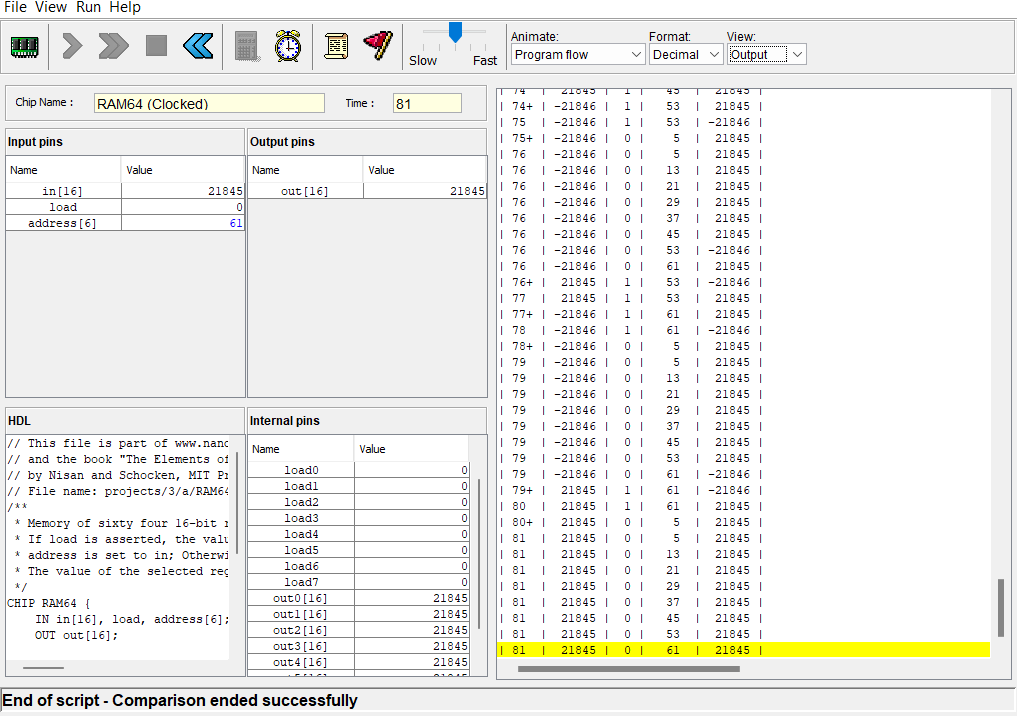 File View Run Help
Slow Fast
Animate: Format: View:
Program flow Decimal Output
Chip Name : RAM64 (Clocked) Time : 81
Input pins
Name Value
in[16] 21845
load 0
address[6] 61
Output pins
Name Value
out[16] 21845
HDL
// This file is part of www.nand
// and the book "The Elements of
// by Nisan and Schocken, MIT Pr
// File name: projects/3/a/RAM64
/**
* Memory of sixty four 16-bit r
* If load is asserted, the valu
* address is set to in; Otherwi
* The value of the selected reg
*/
CHIP RAM64 {
IN in[16], load, address[6];
OUT out[16];
Internal pins
Name Value
load0 0
load1 0
load2 0
load3 0
load4 0
load5 0
load6 0
load7 0
out0[16] 21845
out1[16] 21845
out2[16] 21845
out3[16] 21845
out4[16] 21845
| 74 | 21845 | 1 | 45 | 21845 |
| 74+ | -21846 | 1 | 53 | 21845 |
| 75 | -21846 | 1 | 53 | -21846 |
| 75+ | -21846 | 0 | 5 | 21845 |
| 76 | -21846 | 0 | 5 | 21845 |
| 76 | -21846 | 0 | 13 | 21845 |
| 76 | -21846 | 0 | 21 | 21845 |
| 76 | -21846 | 0 | 29 | 21845 |
| 76 | -21846 | 0 | 37 | 21845 |
| 76 | -21846 | 0 | 45 | 21845 |
| 76 | -21846 | 0 | 53 | -21846 |
| 76 | -21846 | 0 | 61 | 21845 |
| 76+ | 21845 | 1 | 53 | -21846 |
| 77 | 21845 | 1 | 53 | 21845 |
| 77+ | -21846 | 1 | 61 | 21845 |
| 78 | -21846 | 1 | 61 | -21846 |
| 78+ | -21846 | 0 | 5 | 21845 |
| 79 | -21846 | 0 | 5 | 21845 |
| 79 | -21846 | 0 | 13 | 21845 |
| 79 | -21846 | 0 | 21 | 21845 |
| 79 | -21846 | 0 | 29 | 21845 |
| 79 | -21846 | 0 | 37 | 21845 |
| 79 | -21846 | 0 | 45 | 21845 |
| 79 | -21846 | 0 | 53 | 21845 |
| 79 | -21846 | 0 | 61 | -21846 |
| 79+ | 21845 | 1 | 61 | -21846 |
| 80 | 21845 | 1 | 61 | 21845 |
| 80+ | 21845 | 0 | 5 | 21845 |
| 81 | 21845 | 0 | 5 | 21845 |
| 81 | 21845 | 0 | 13 | 21845 |
| 81 | 21845 | 0 | 21 | 21845 |
| 81 | 21845 | 0 | 29 | 21845 |
| 81 | 21845 | 0 | 37 | 21845 |
| 81 | 21845 | 0 | 45 | 21845 |
| 81 | 21845 | 0 | 53 | 21845 |
| 81 | 21845 | 0 | 61 | 21845 |
End of script - Comparison ended successfully